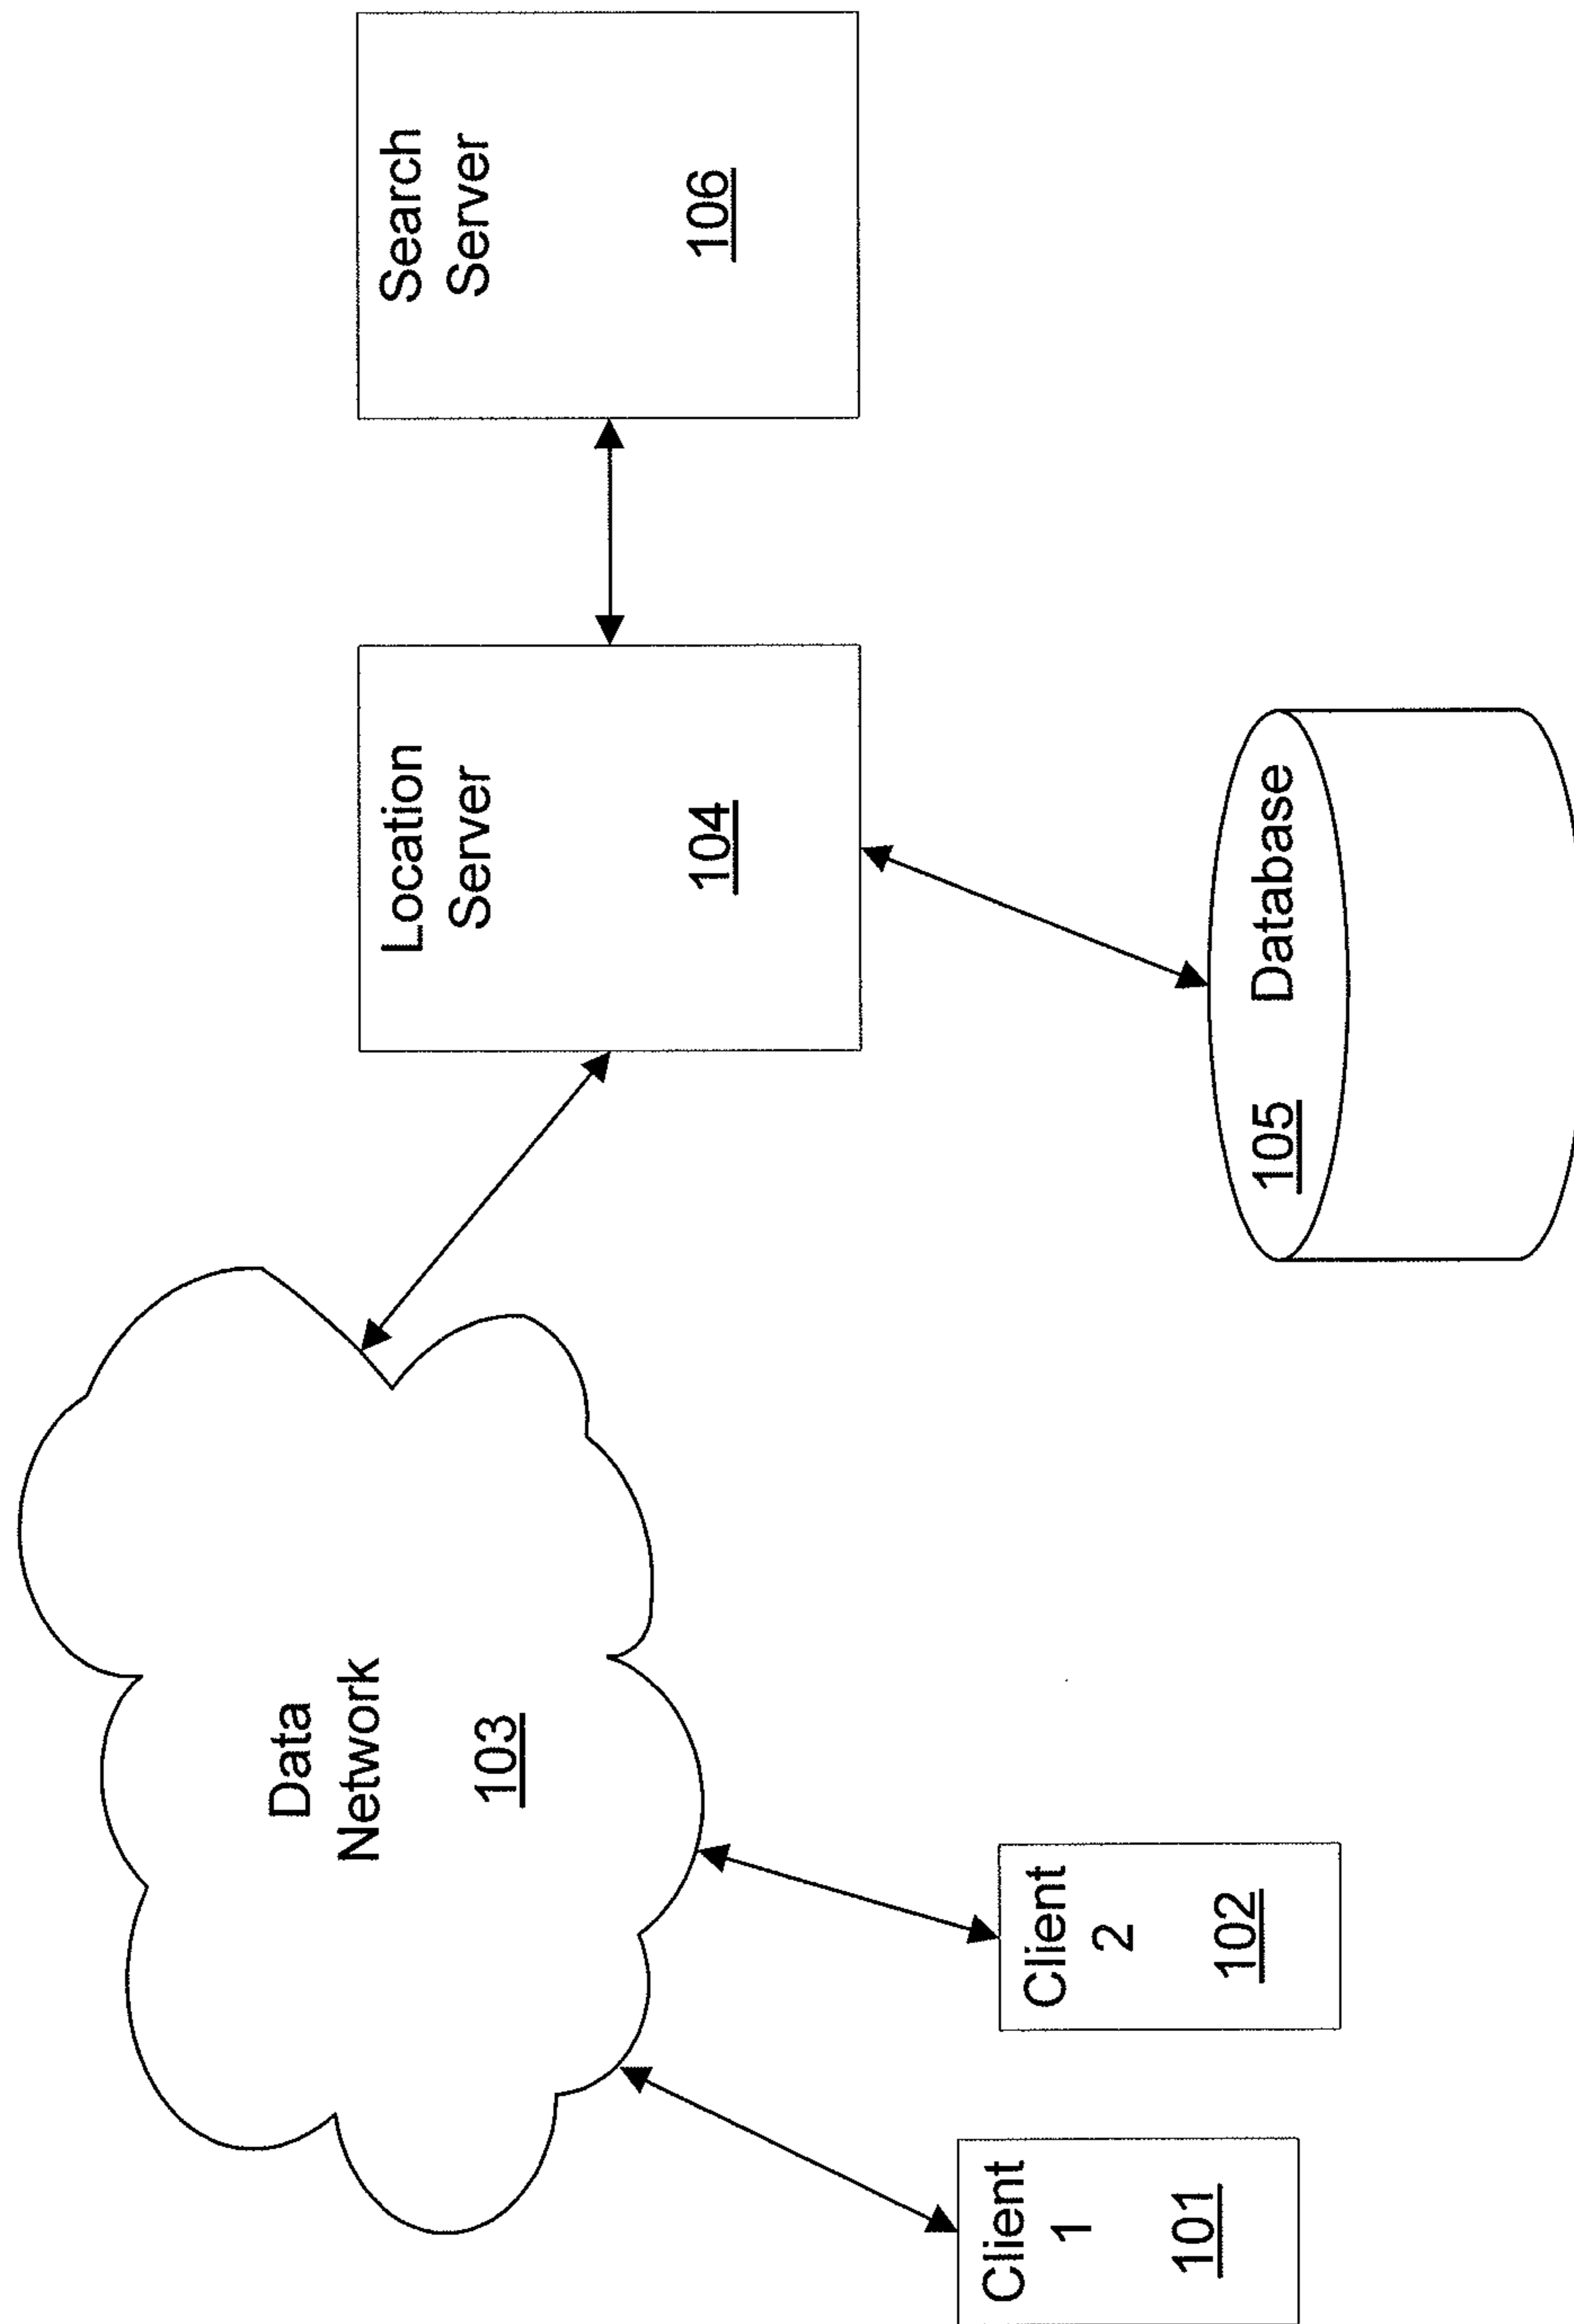 Data
Network
103
Location
Server
104
Search
Server
106
Client
1
101
Client
2
102
105 Database